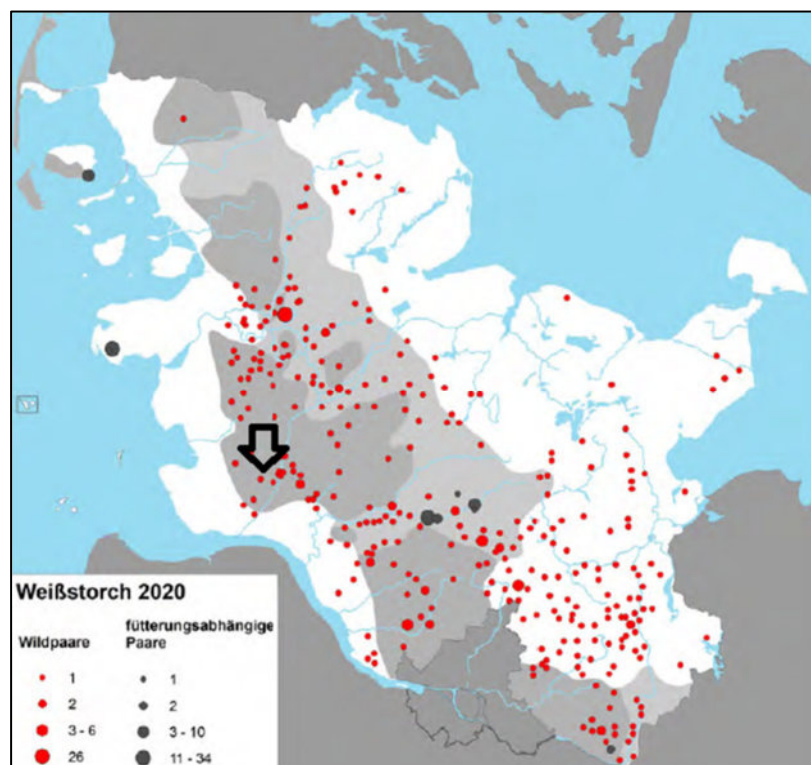 Weißstorch 2020
Wildpaare
fütterungsabhängige
Paare
1
2
3 - 6
26
1
2
3 - 10
11 - 34